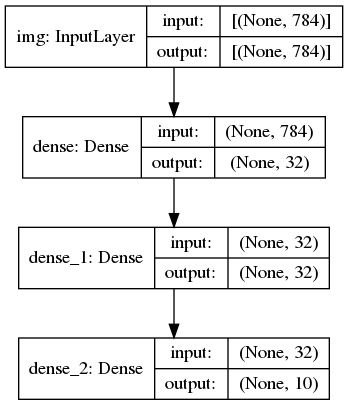 img: InputLayer
input: [(None, 784)]
output: [(None, 784)]
dense: Dense
input: (None, 784)
output: (None, 32)
dense_1: Dense
input: (None, 32)
output: (None, 32)
dense_2: Dense
input: (None, 32)
output: (None, 10)